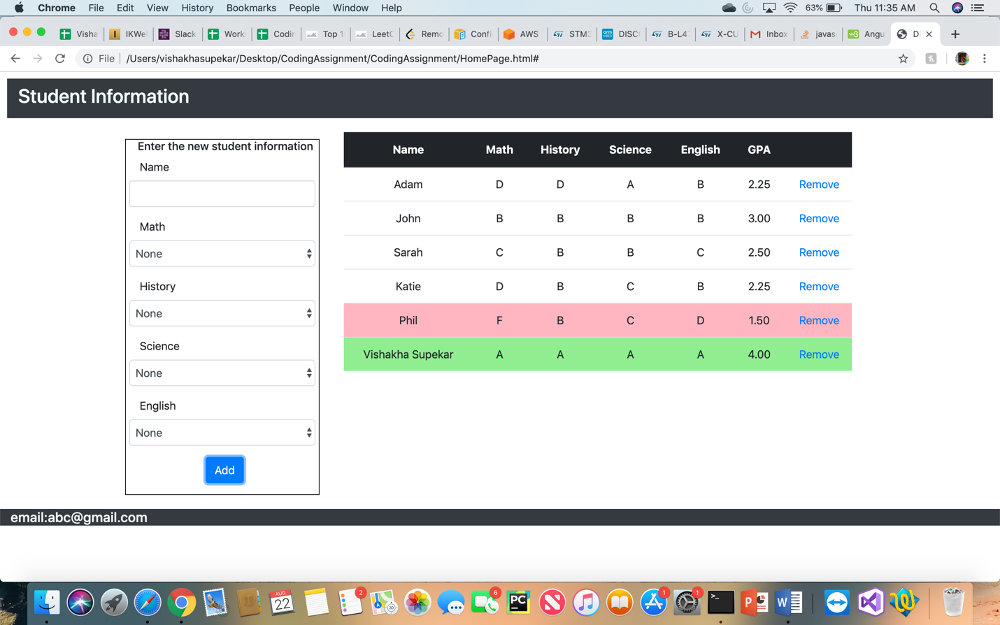 Chrome File Edit View History Bookmarks People Window Help 63% Thu 11:35 AM
Visha IKWe Slack Work Codin Top 1 LeetC Remo Confi AWS STM3 DISC B-L4 X-CU Inbox javas Angu Di
File /Users/vishakhasupekar/Desktop/CodingAssignment/CodingAssignment/HomePage.html#
Student Information
Enter the new student information
Name
Math
None
History
None
Science
None
English
None
Add
Name Math History Science English GPA
Adam D D A B 2.25 Remove
John B B B B 3.00 Remove
Sarah C B B C 2.50 Remove
Katie D B C B 2.25 Remove
Phil F B C D 1.50 Remove
Vishakha Supekar A A A A 4.00 Remove
email:abc@gmail.com
AUG
22
2
6
PC
1
1
P
W